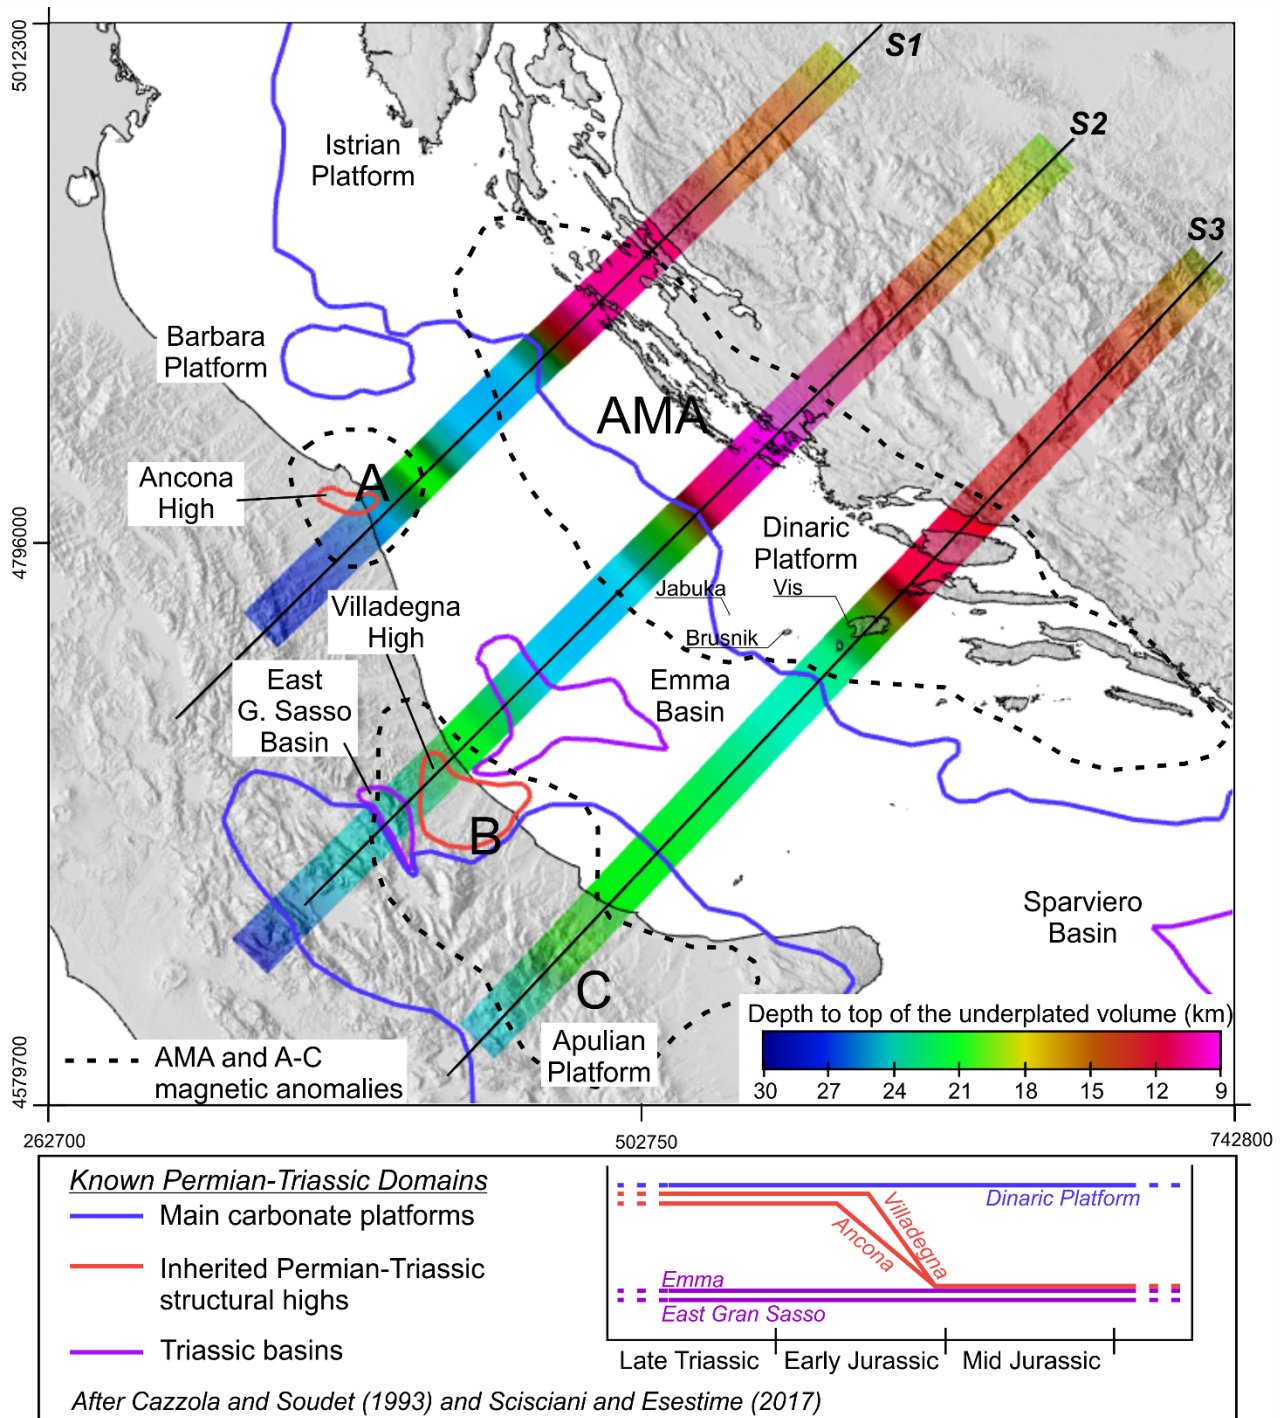 5012300
4796000
4579700
S1
S2
S3
Istrian
Platform
Barbara
Platform
AMA
Ancona
High
A
Dinaric
Platform
Jabuka
Vis
Brusnik
Villadegna
High
East
G. Sasso
Basin
Emma
Basin
B
Sparviero
Basin
C
Apulian
Platform
Depth to top of the underplated volume (km)
30 27 24 21 18 15 12 9
AMA and A-C
magnetic anomalies
262700 502750 742800
Known Permian-Triassic Domains
Main carbonate platforms
Inherited Permian-Triassic
structural highs
Triassic basins
Dinaric Platform
Villadegna
Ancona
Emma
East Gran Sasso
Late Triassic Early Jurassic Mid Jurassic
After Cazzola and Soudet (1993) and Scisciani and Esestime (2017)